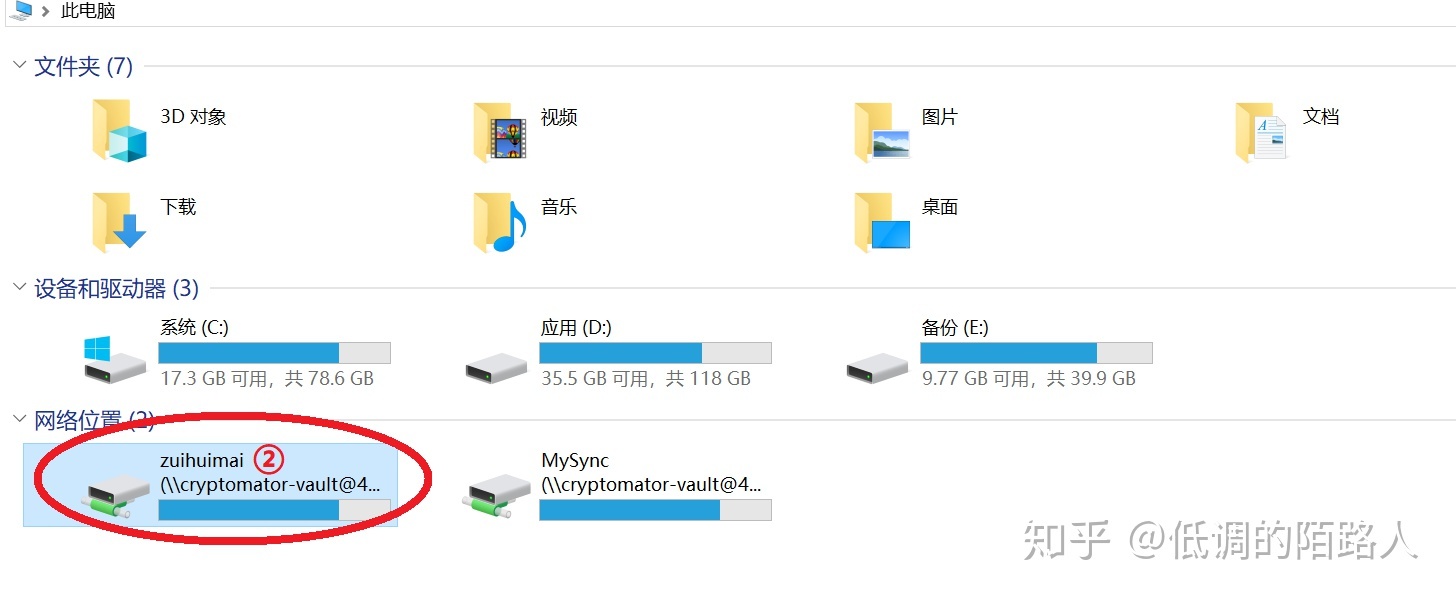 此电脑
文件夹 (7)
3D 对象
视频
图片
文档
下载
音乐
桌面
设备和驱动器 (3)
系统 (C:)
17.3 GB 可用，共 78.6 GB
应用 (D:)
35.5 GB 可用，共 118 GB
备份 (E:)
9.77 GB 可用，共 39.9 GB
网络位置 (2)
zuihuimai ②
(\\cryptomator-vault@4...
MySync
(\\cryptomator-vault@4...
知乎 @低调的陌路人